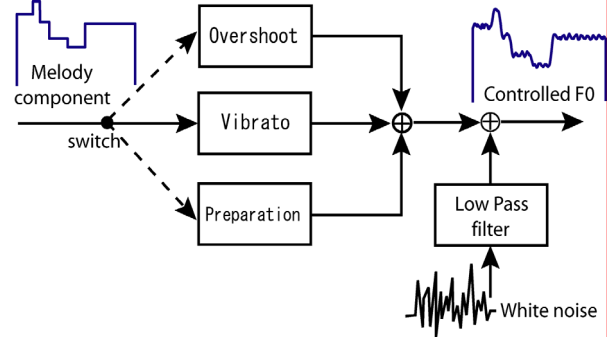 Overshoot
Melody
component
Controlled F0
Vibrato
switch
Preparation
Low Pass
filter
White noise